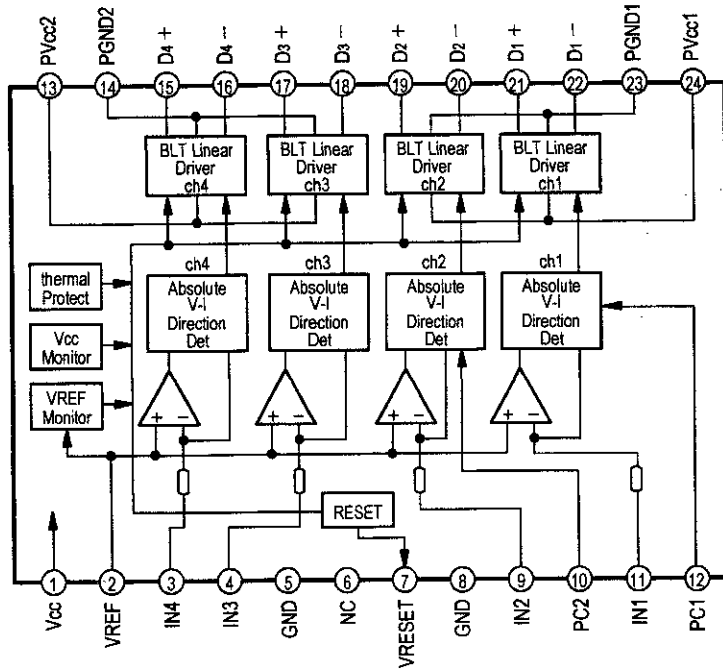 PVcc2
PGND2
D4 +
D4 −
D3 +
D3 −
D2 +
D2 −
D1 +
D1 −
PGND1
PVcc1
13
14
15
16
17
18
19
20
21
22
23
24
BLT Linear
Driver
ch4
BLT Linear
Driver
ch3
BLT Linear
Driver
ch2
BLT Linear
Driver
ch1
thermal
Protect
Vcc
Monitor
VREF
Monitor
ch4
Absolute
V-I
Direction
Det
ch3
Absolute
V-I
Direction
Det
ch2
Absolute
V-I
Direction
Det
ch1
Absolute
V-I
Direction
Det
+ −
+ −
+ −
+ −
RESET
1
2
3
4
5
6
7
8
9
10
11
12
Vcc
VREF
IN4
IN3
GND
NC
VRESET
GND
IN2
PC2
IN1
PC1